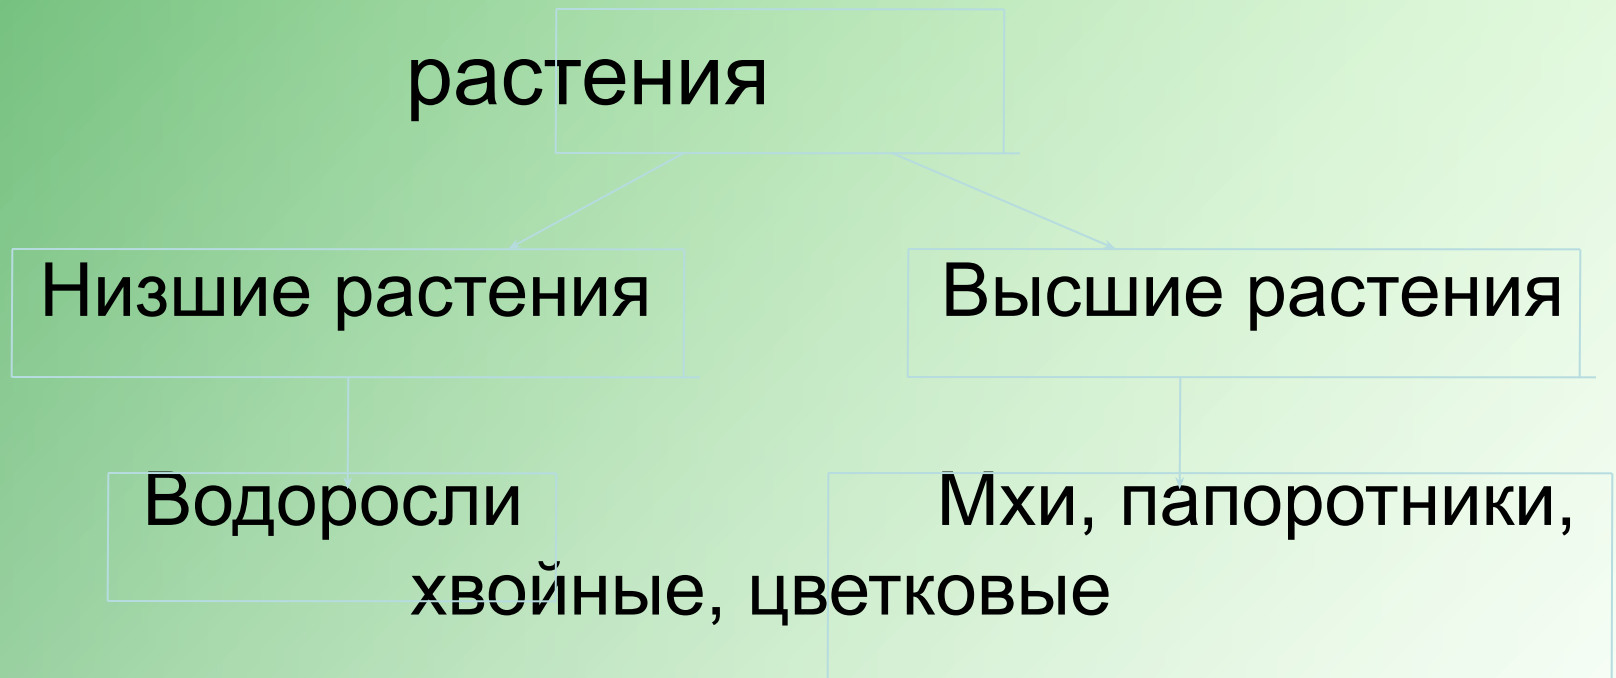 растения
Низшие растения Высшие растения
Водоросли Мхи, папоротники,
хвойные, цветковые